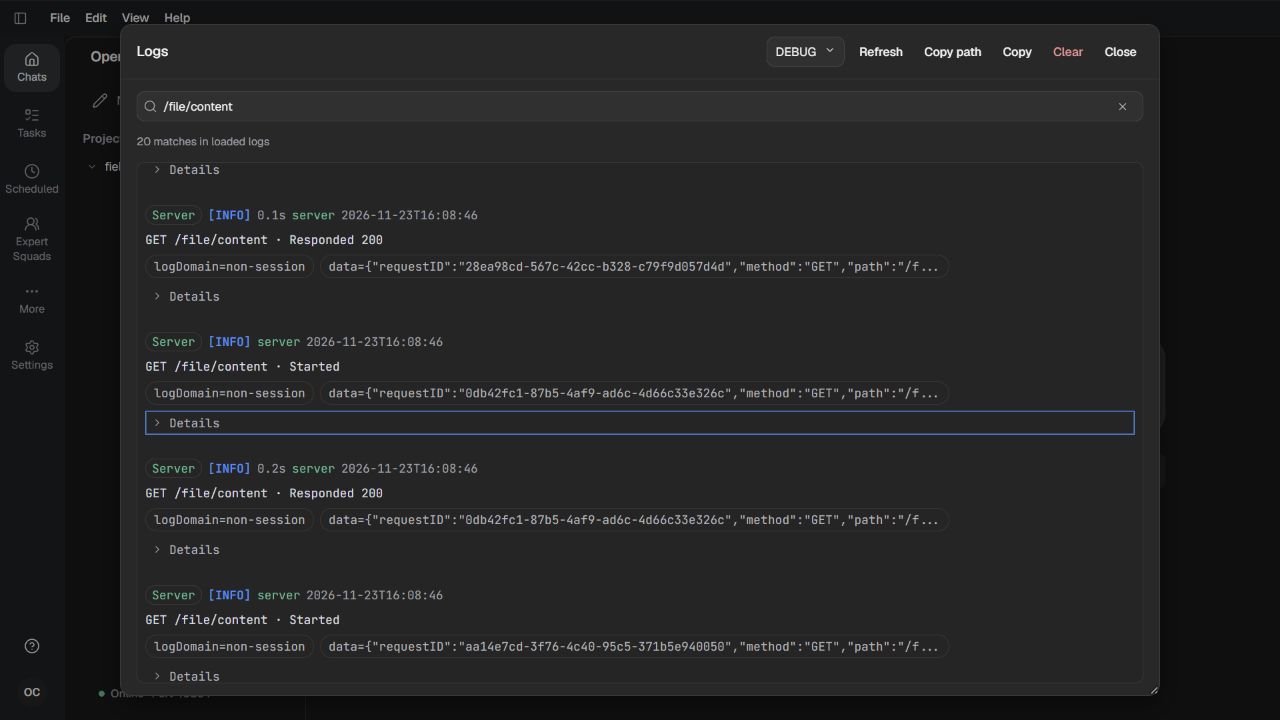 File Edit View Help
Logs
DEBUG Refresh Copy path Copy Clear Close
Chats
Tasks
Scheduled
Expert
Squads
More
Settings
OC
/file/content
20 matches in loaded logs
Details
Server [INFO] 0.1s server 2026-11-23T16:08:46
GET /file/content · Responded 200
logDomain=non-session data={"requestID":"28ea98cd-567c-42cc-b328-c79f9d057d4d","method":"GET","path":"/f...
Details
Server [INFO] server 2026-11-23T16:08:46
GET /file/content · Started
logDomain=non-session data={"requestID":"0db42fc1-87b5-4af9-ad6c-4d66c33e326c","method":"GET","path":"/f...
Details
Server [INFO] 0.2s server 2026-11-23T16:08:46
GET /file/content · Responded 200
logDomain=non-session data={"requestID":"0db42fc1-87b5-4af9-ad6c-4d66c33e326c","method":"GET","path":"/f...
Details
Server [INFO] server 2026-11-23T16:08:46
GET /file/content · Started
logDomain=non-session data={"requestID":"aa14e7cd-3f76-4c40-95c5-371b5e940050","method":"GET","path":"/f...
Details